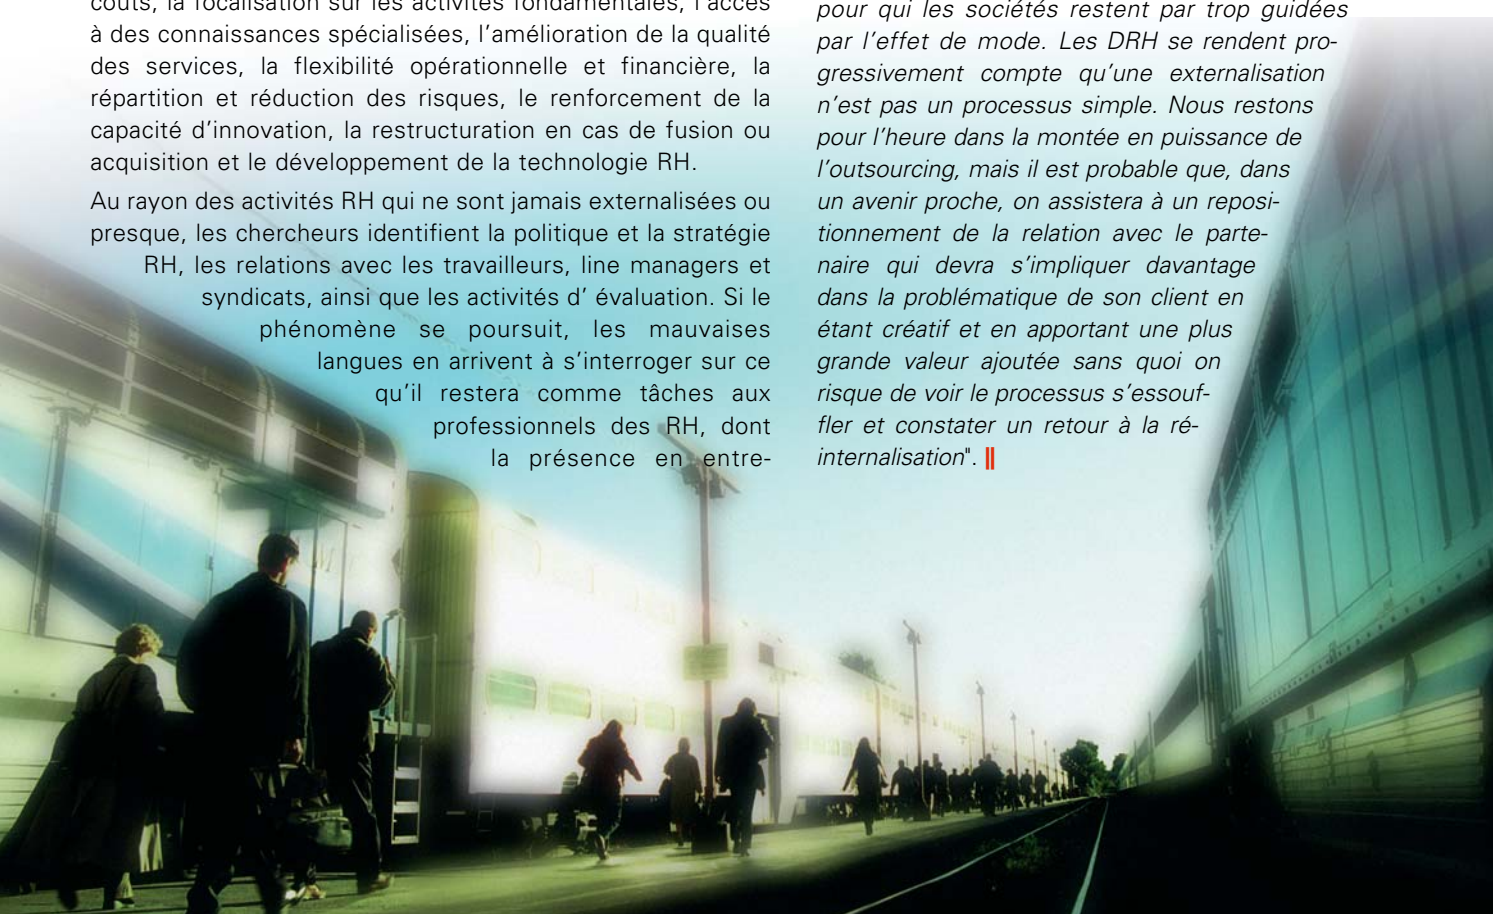 coûts, la focalisation sur les activités fondamentales, l'accès
à des connaissances spécialisées, l'amélioration de la qualité
des services, la flexibilité opérationnelle et financière, la
répartition et réduction des risques, le renforcement de la
capacité d'innovation, la restructuration en cas de fusion ou
acquisition et le développement de la technologie RH.
Au rayon des activités RH qui ne sont jamais externalisées ou
presque, les chercheurs identifient la politique et la stratégie
RH, les relations avec les travailleurs, line managers et
syndicats, ainsi que les activités d' évaluation. Si le
phénomène se poursuit, les mauvaises
langues en arrivent à s'interroger sur ce
qu'il restera comme tâches aux
professionnels des RH, dont
la présence en entre-
pour qui les sociétés restent par trop guidées
par l'effet de mode. Les DRH se rendent pro-
gressivement compte qu'une externalisation
n'est pas un processus simple. Nous restons
pour l'heure dans la montée en puissance de
l'outsourcing, mais il est probable que, dans
un avenir proche, on assistera à un reposi-
tionnement de la relation avec le parte-
naire qui devra s'impliquer davantage
dans la problématique de son client en
étant créatif et en apportant une plus
grande valeur ajoutée sans quoi on
risque de voir le processus s'essouf-
fler et constater un retour à la ré-
internalisation".